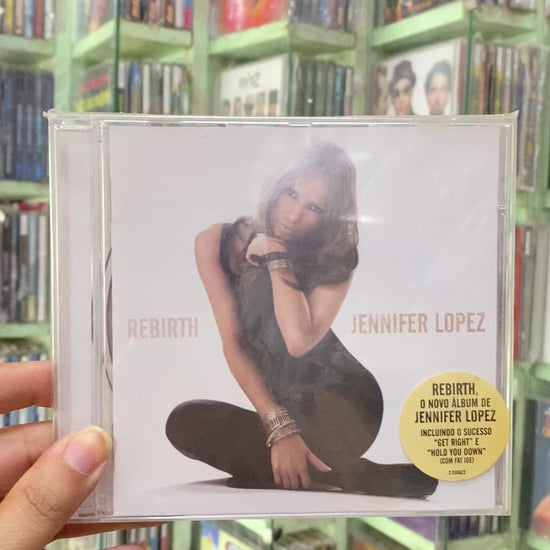 REBIRTH
JENNIFER LOPEZ
REBIRTH,
O NOVO ÁLBUM DE
JENNIFER LOPEZ
INCLUINDO O SUCESSO
"GET RIGHT" E
"HOLD YOU DOWN"
(COM FAT JOE)